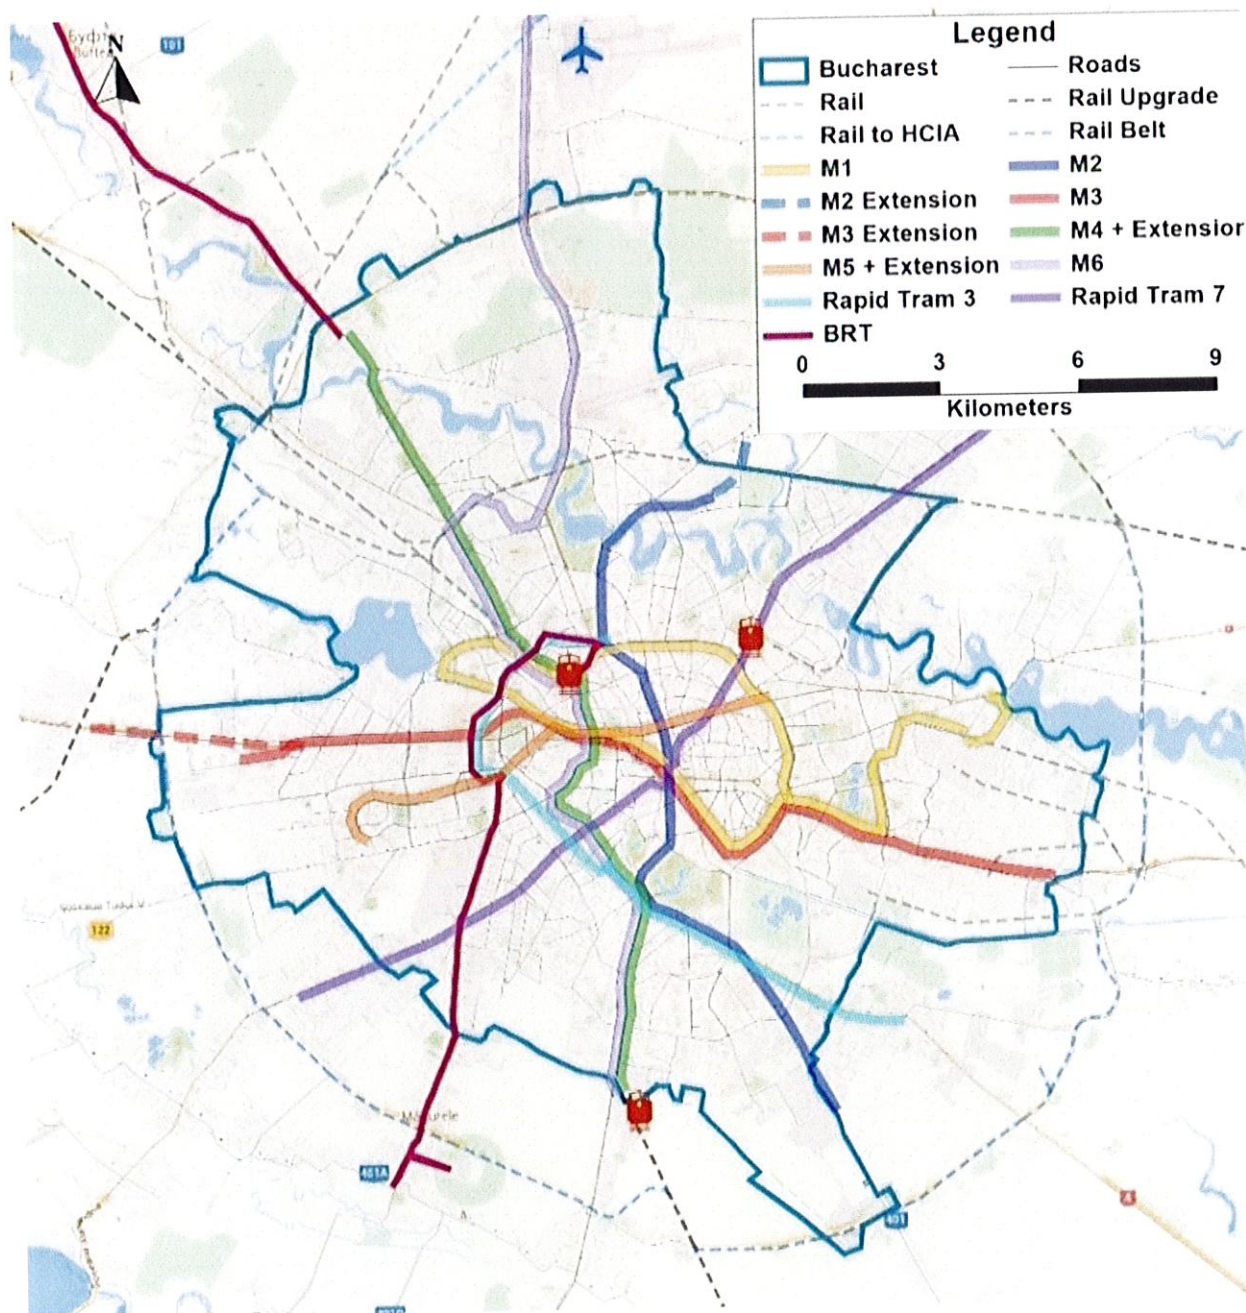 Legend
Bucharest
Roads
Rail
Rail Upgrade
Rail to HCIA
Rail Belt
M1
M2
M2 Extension
M3
M3 Extension
M4 + Extension
M5 + Extension
M6
Rapid Tram 3
Rapid Tram 7
BRT
0 3 6 9
Kilometers
N
101
122
401A
401
4